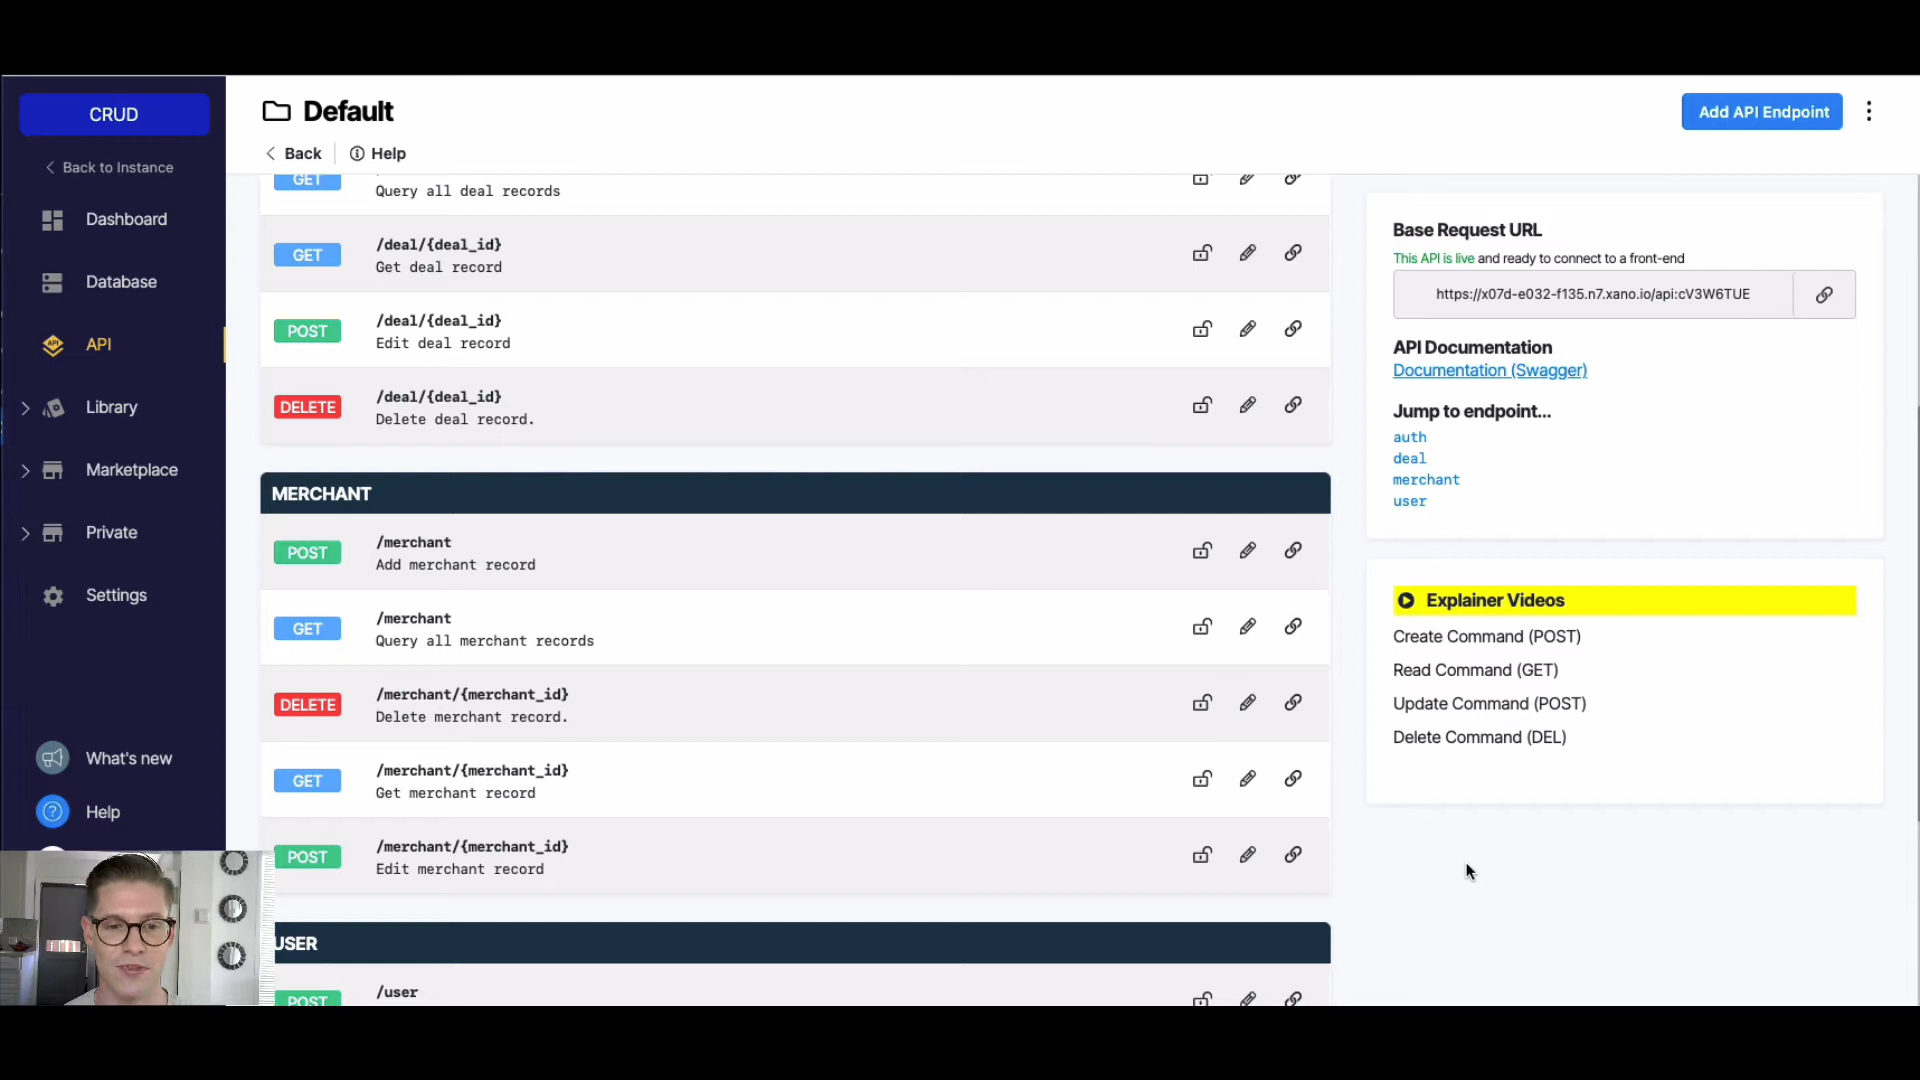 CRUD
Back to Instance
Dashboard
Database
API
Library
Marketplace
Private
Settings
What's new
Help
Default
Back
Help
Add API Endpoint
GET
Query all deal records
GET
/deal/{deal_id}
Get deal record
POST
/deal/{deal_id}
Edit deal record
DELETE
/deal/{deal_id}
Delete deal record.
MERCHANT
POST
/merchant
Add merchant record
GET
/merchant
Query all merchant records
DELETE
/merchant/{merchant_id}
Delete merchant record.
GET
/merchant/{merchant_id}
Get merchant record
POST
/merchant/{merchant_id}
Edit merchant record
USER
POST
/user
Base Request URL
This API is live and ready to connect to a front-end
https://x07d-e032-f135.n7.xano.io/api:cV3W6TUE
API Documentation
Documentation (Swagger)
Jump to endpoint...
auth
deal
merchant
user
Explainer Videos
Create Command (POST)
Read Command (GET)
Update Command (POST)
Delete Command (DEL)